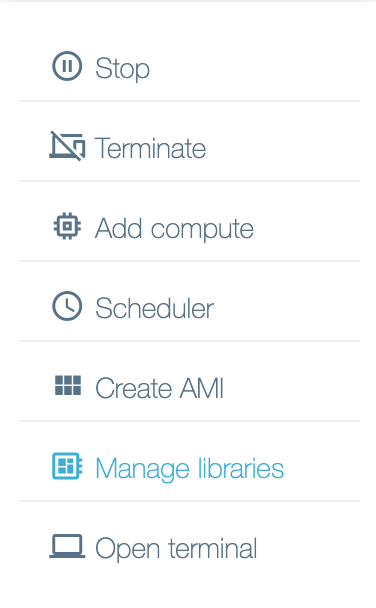 Stop
Terminate
Add compute
Scheduler
Create AMI
Manage libraries
Open terminal